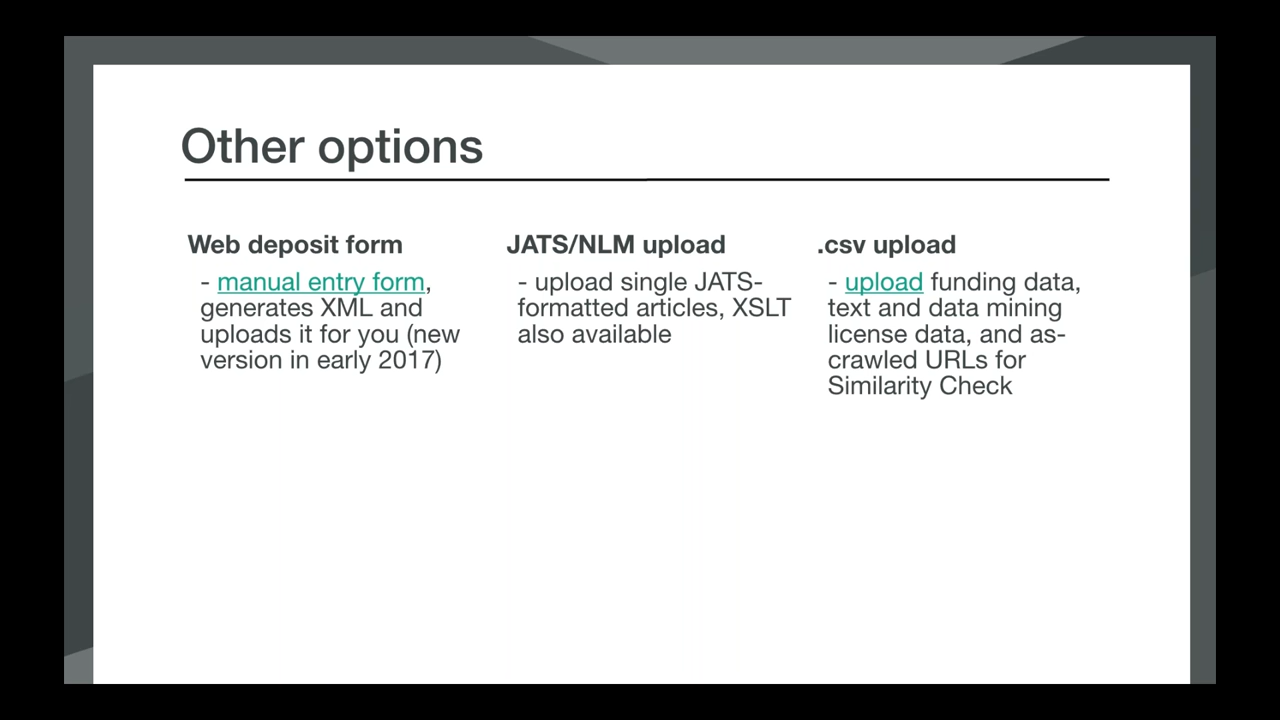 Other options
Web deposit form
- manual entry form,
generates XML and
uploads it for you (new
version in early 2017)
JATS/NLM upload
- upload single JATS-
formatted articles, XSLT
also available
.csv upload
- upload funding data,
text and data mining
license data, and as-
crawled URLs for
Similarity Check